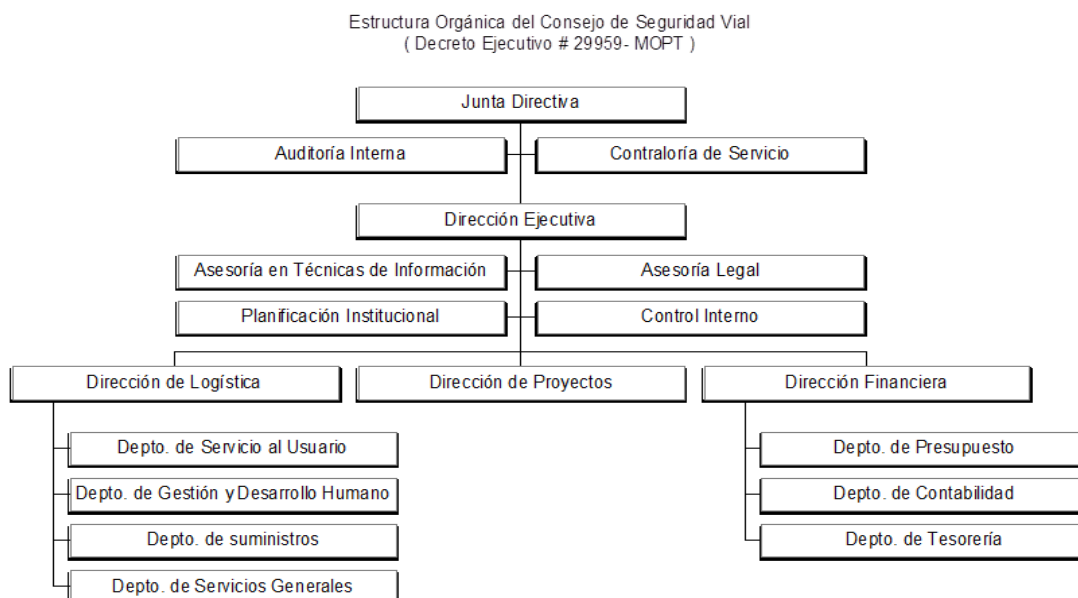 Estructura Orgánica del Consejo de Seguridad Vial
( Decreto Ejecutivo # 29959- MOPT )
Junta Directiva
Auditoría Interna
Contraloría de Servicio
Dirección Ejecutiva
Asesoría en Técnicas de Información
Asesoría Legal
Planificación Institucional
Control Interno
Dirección de Logística
Dirección de Proyectos
Dirección Financiera
Depto. de Servicio al Usuario
Depto. de Presupuesto
Depto. de Gestión y Desarrollo Humano
Depto. de Contabilidad
Depto. de suministros
Depto. de Tesorería
Depto. de Servicios Generales